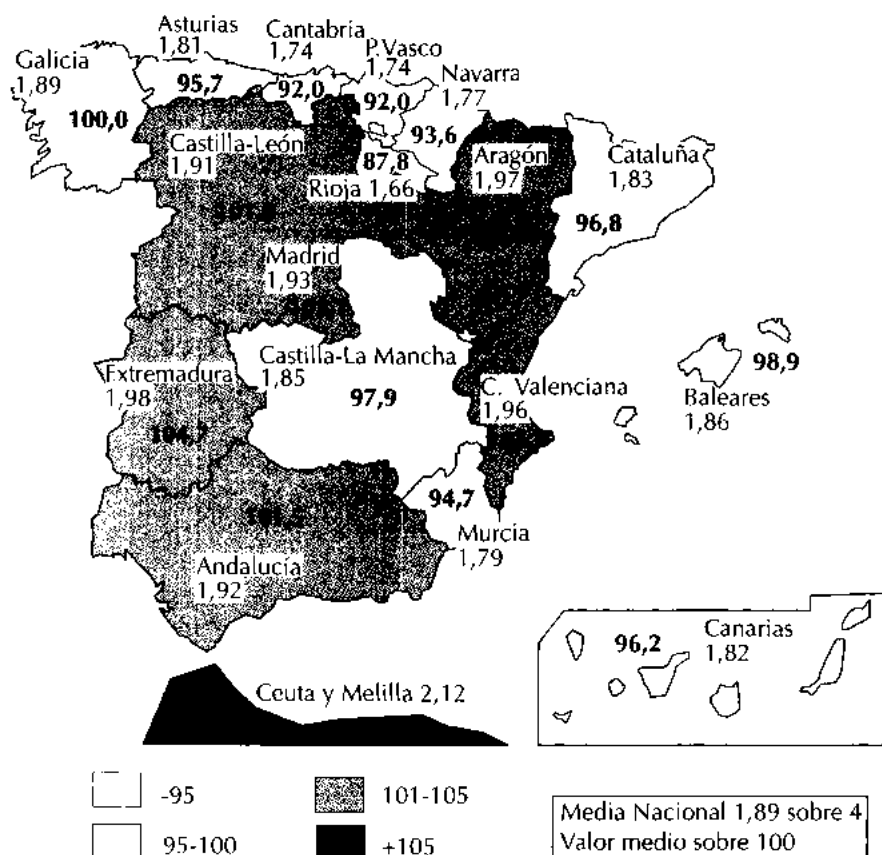 Asturias
1,81
95,7
Cantabría
1,74
92,0
P.Vasco
1,74
92,0
Galicia
1,89
100,0
Navarra
1,77
93,6
Castilla-León
1,91
87,8
Rioja 1,66
Aragón
1,97
Cataluña
1,83
96,8
Madrid
1,93
Castilla-La Mancha
1,85
97,9
Extremadura
1,98
104,7
C. Valenciana
1,96
98,9
Baleares
1,86
94,7
Murcia
1,79
Andalucía
1,92
96,2
Canarias
1,82
Ceuta y Melilla 2,12
-95
95-100
101-105
+105
Media Nacional 1,89 sobre 4
Valor medio sobre 100